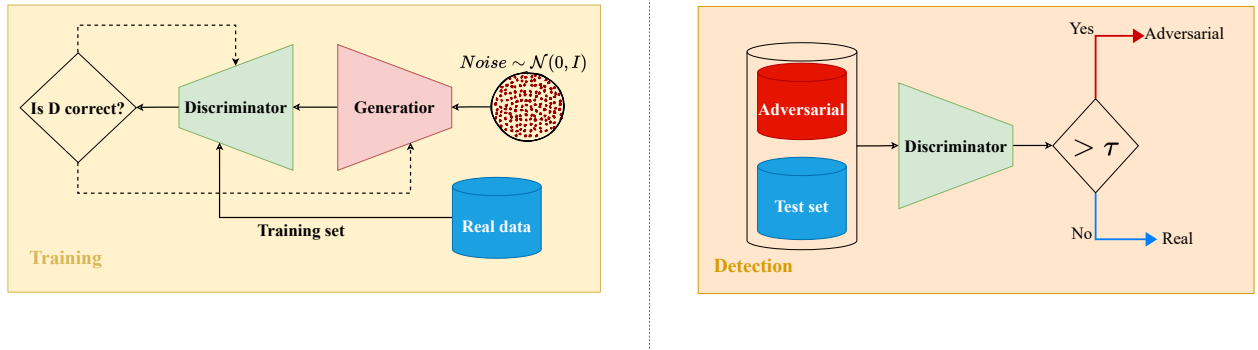 Noise ∼ 𝒩(0, I)
Is D correct?
Discriminator
Generatior
Real data
Training set
Training
Yes
Adversarial
Adversarial
Discriminator
> τ
Test set
No
Real
Detection